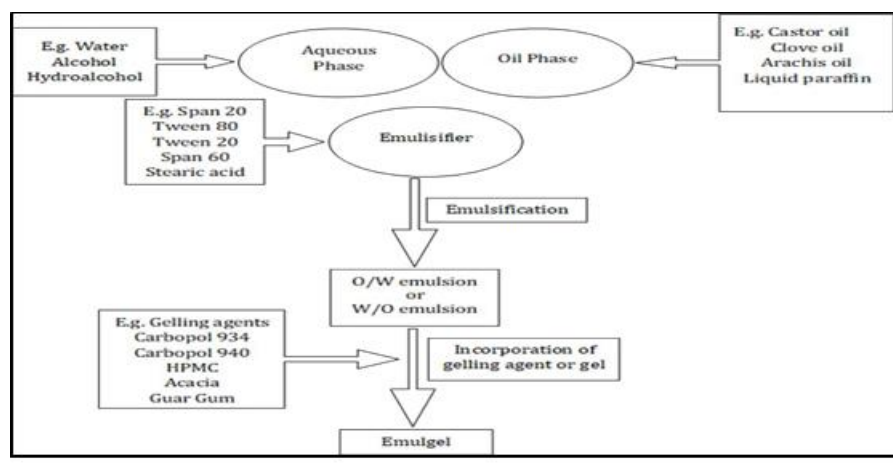 E.g. Water
Alcohol
Hydroalcohol
Aqueous
Phase
Oil Phase
E.g. Castor oil
Clove oil
Arachis oil
Liquid paraffin
E.g. Span 20
Tween 80
Tween 20
Span 60
Stearic acid
Emulisifier
Emulsification
O/W emulsion
or
W/O emulsion
E.g. Gelling agents
Carbopol 934
Carbopol 940
HPMC
Acacia
Guar Gum
Incorporation of
gelling agent or gel
Emulgel